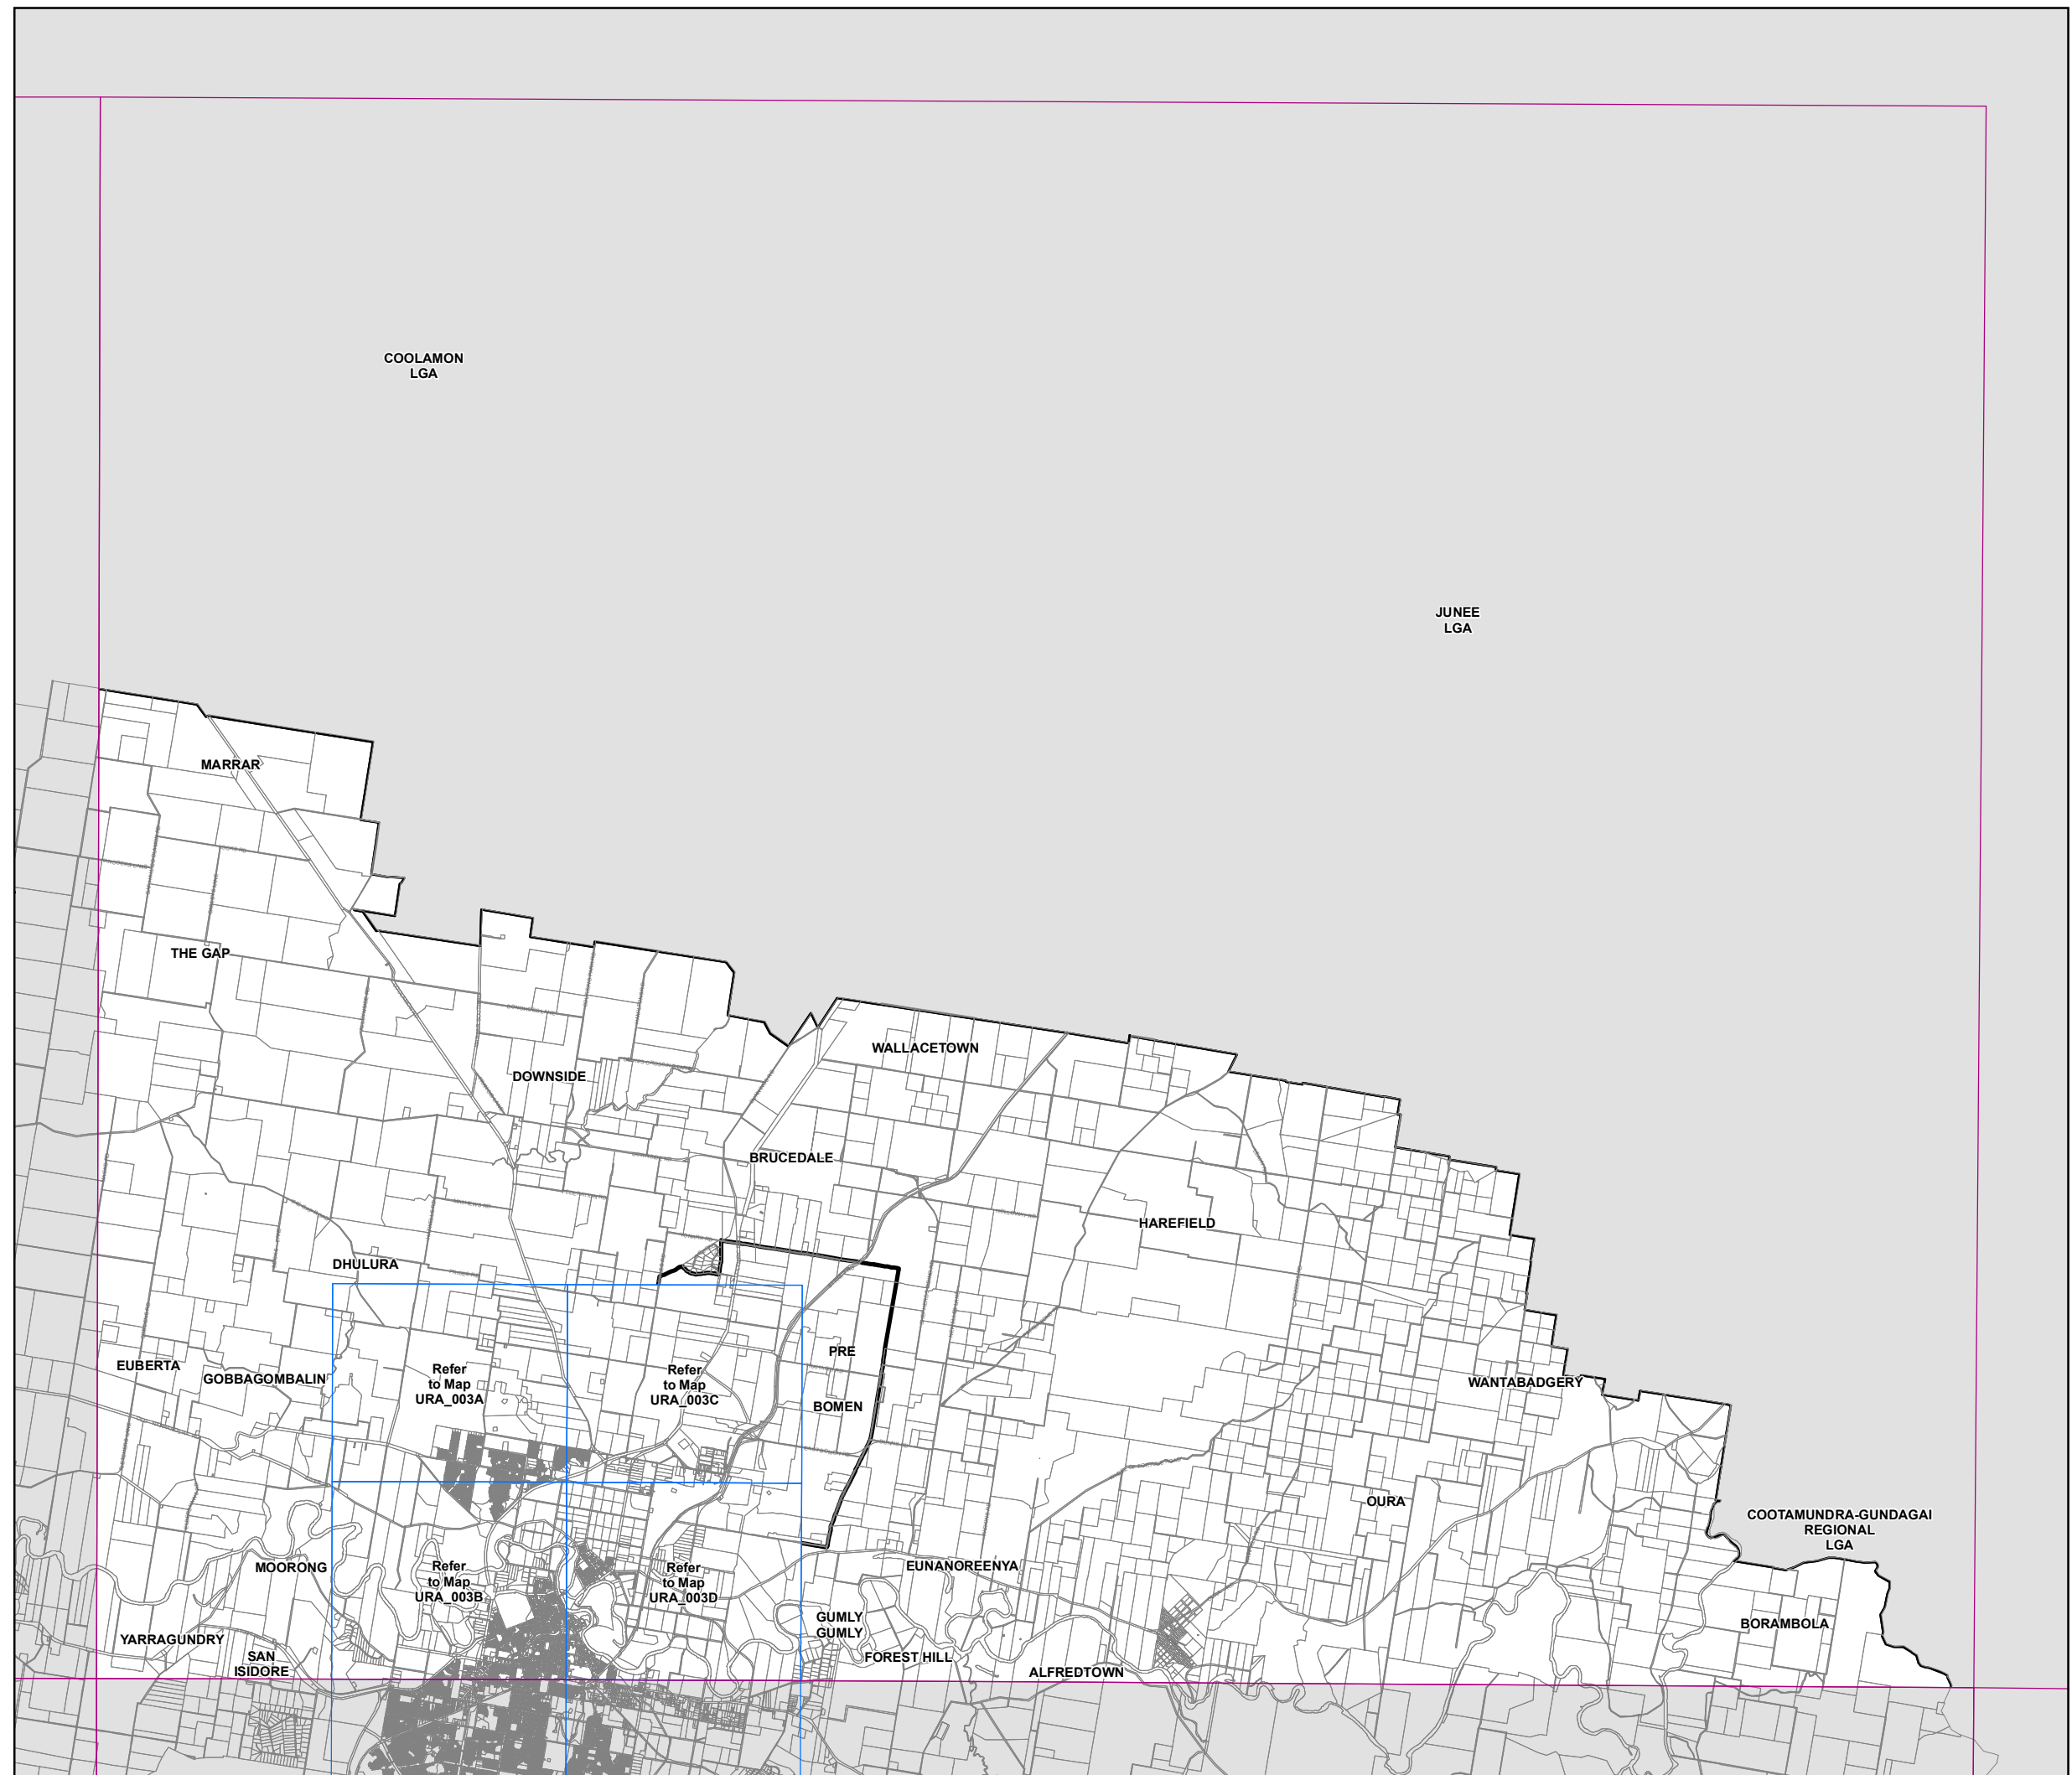 COOLAMON
LGA
JUNEE
LGA
MARRAR
THE GAP
WALLACETOWN
DOWNSIDE
BRUCEDALE
HAREFIELD
DHULURA
PRE
EUBERTA
GOBBAGOMBALIN
Refer
to Map
URA_003A
Refer
to Map
URA_003C
WANTABADGERY
BOMEN
OURA
COOTAMUNDRA-GUNDAGAI
REGIONAL
LGA
MOORONG
Refer
to Map
URA_003B
Refer
to Map
URA_003D
EUNANOREENYA
GUMLY
GUMLY
BORAMBOLA
YARRAGUNDRY
SAN
ISIDORE
FOREST HILL
ALFREDTOWN